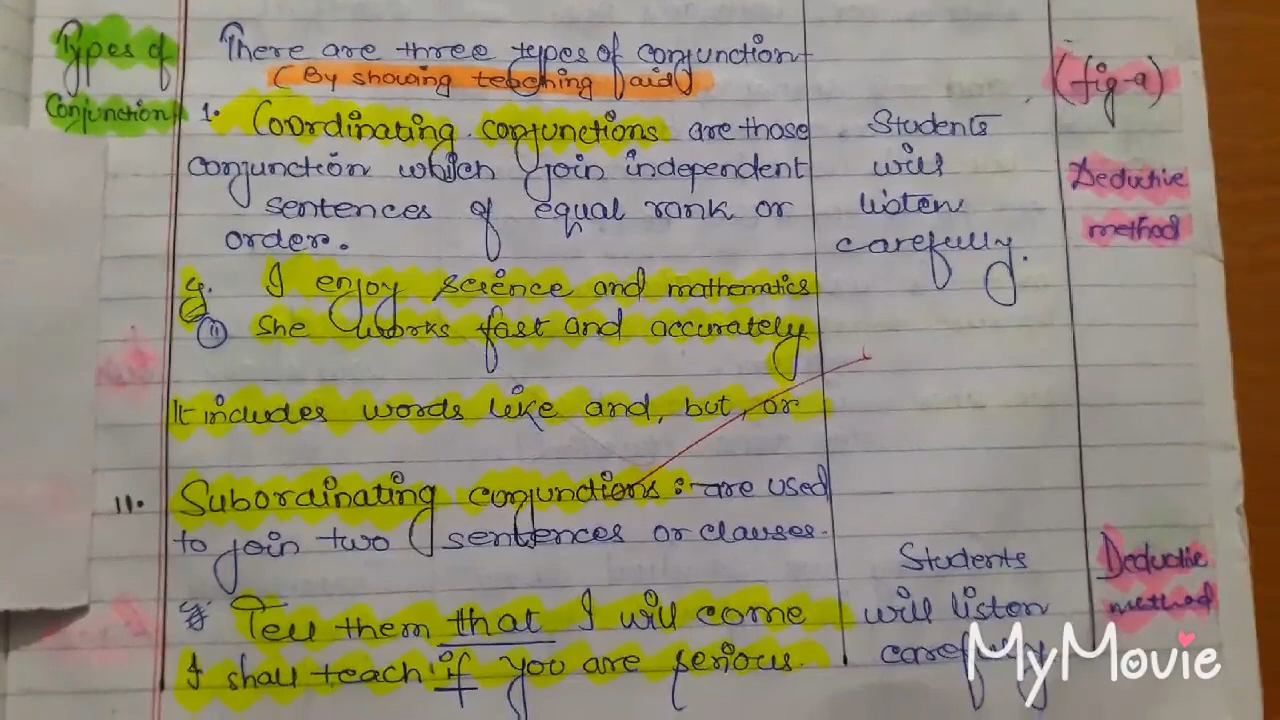 Types of
Conjunction
There are three types of conjunction
(By showing teaching aid)
1. Coordinating conjunctions are those
conjunction which join independent
sentences of equal rank or
order.
eg. I enjoy science and mathematics
(ii) She works fast and accurately
It includes words like and, but, or
11. Subordinating conjunctions : are used
to join two sentences or clauses.
eg Tell them that I will come
I shall teach if you are serious.
Students
will
listen
carefully.
Students
will listen
carefully
(fig-a)
Deductive
method
Deductive
method
MyMovie